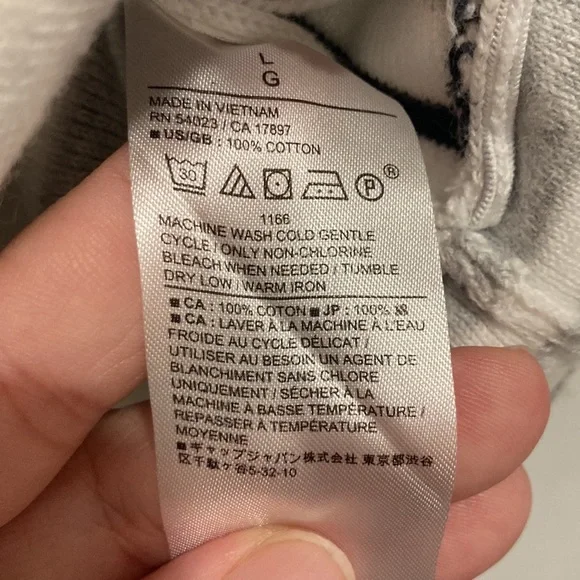 L
G
MADE IN VIETNAM
RN 54023 / CA 17897
■ US/GB : 100% COTTON
30 P ®
1166
MACHINE WASH COLD GENTLE
CYCLE / ONLY NON-CHLORINE
BLEACH WHEN NEEDED / TUMBLE
DRY LOW / WARM IRON
■ CA : 100% COTON ■ JP : 100% 綿
■ CA : LAVER À LA MACHINE À L'EAU
FROIDE AU CYCLE DÉLICAT /
UTILISER AU BESOIN UN AGENT DE
BLANCHIMENT SANS CHLORE
UNIQUEMENT / SÉCHER À LA
MACHINE À BASSE TEMPÉRATURE /
REPASSER À TEMPÉRATURE
MOYENNE
■ ギャップジャパン株式会社 東京都渋谷
区千駄ヶ谷5-32-10